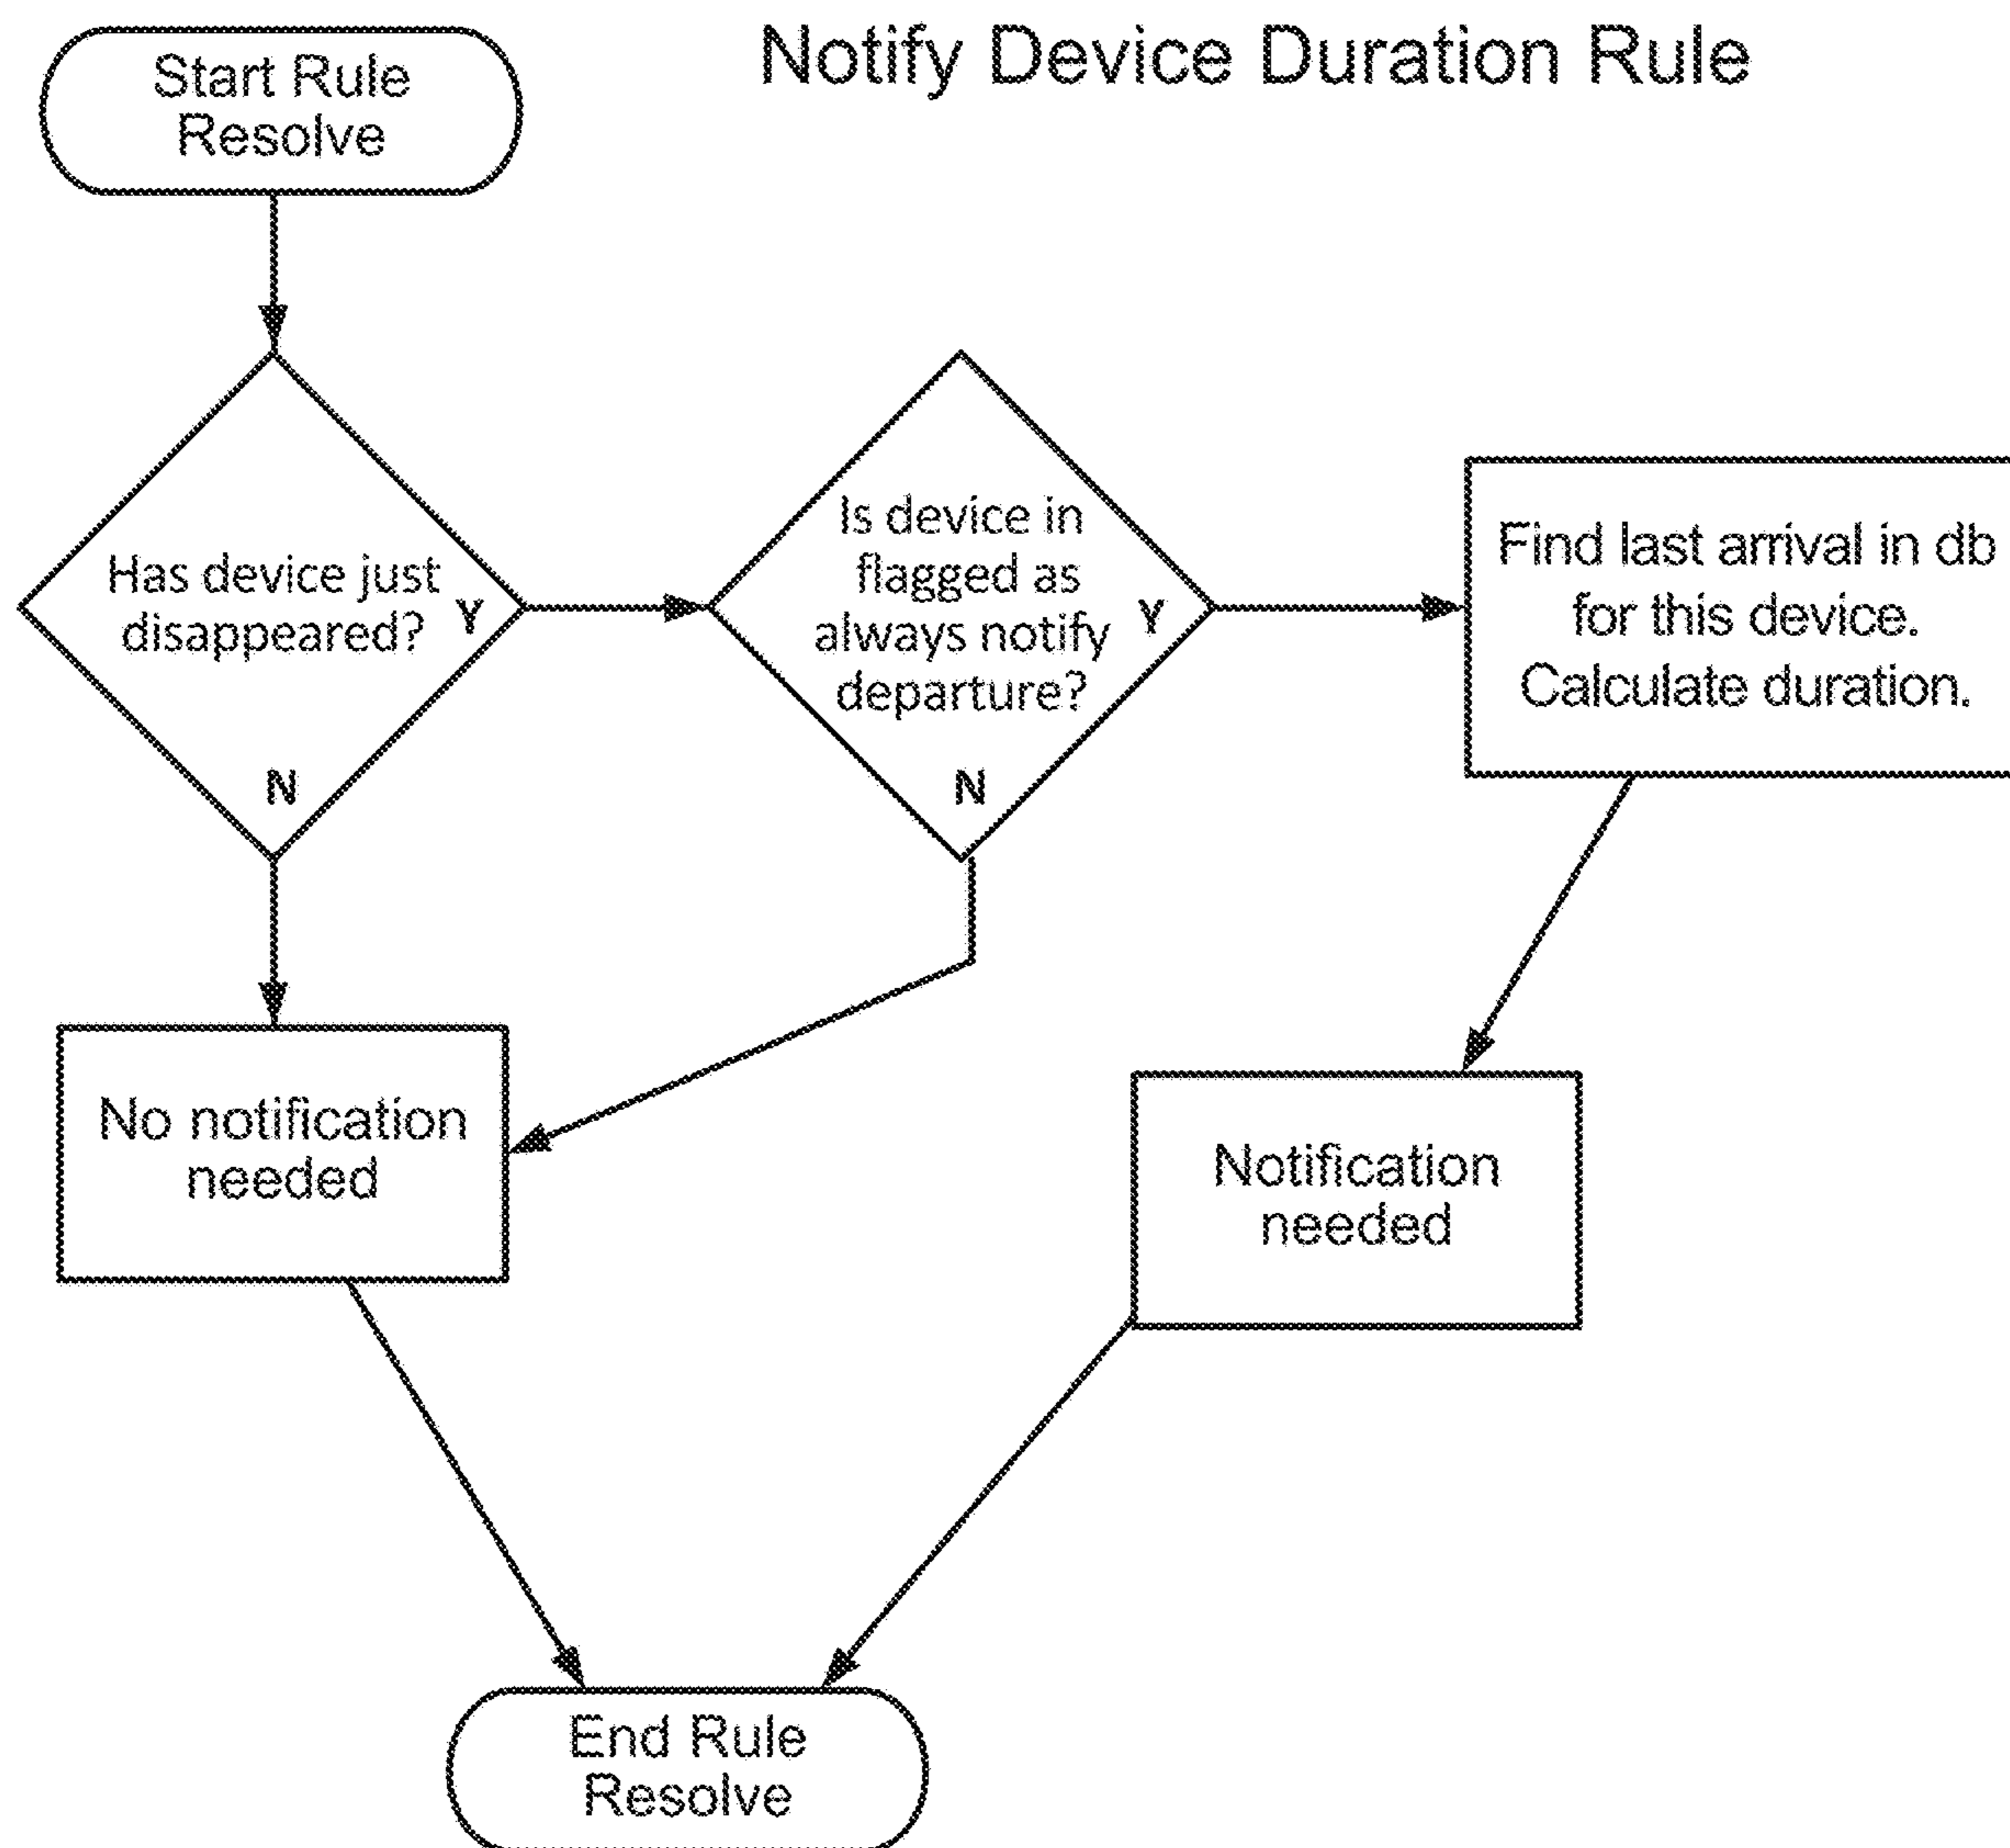 Notify Device Duration Rule
Start Rule
Resolve
Has device just
disappeared?
Y
N
Is device in
flagged as
always notify
departure?
Y
N
Find last arrival in db
for this device.
Calculate duration.
No notification
needed
Notification
needed
End Rule
Resolve